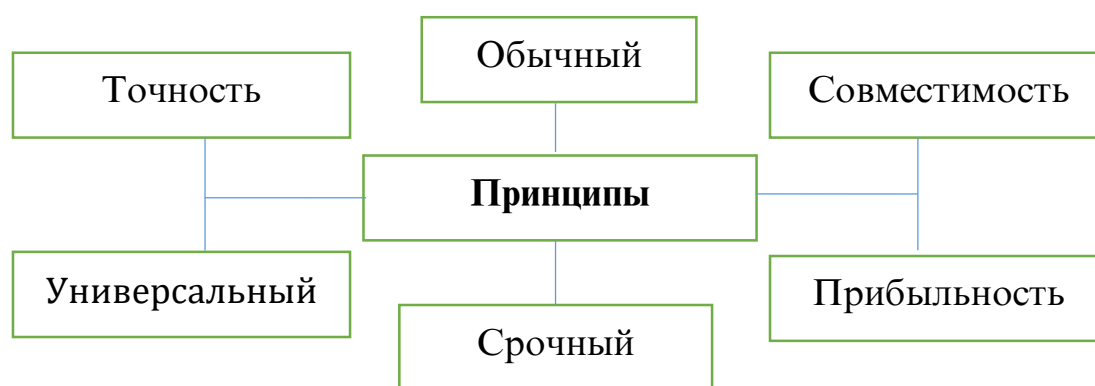 Обычный
Точность
Совместимость
Принципы
Универсальный
Прибыльность
Срочный